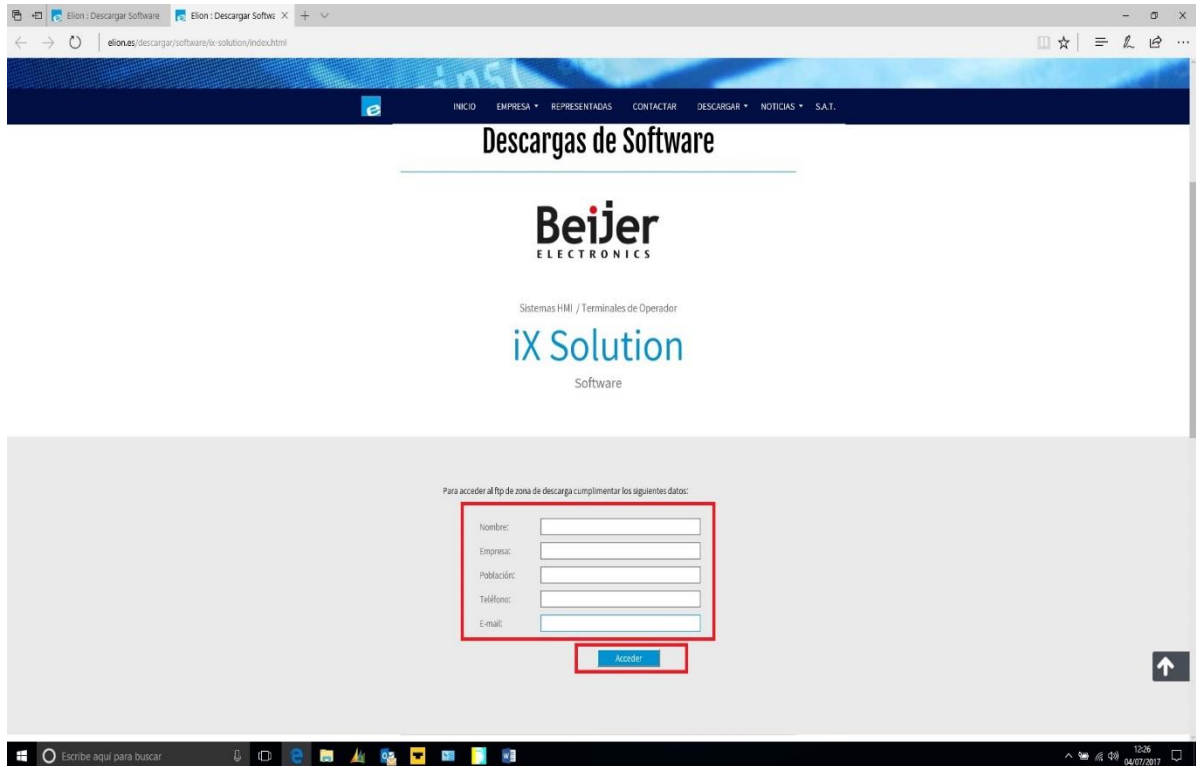 Elion : Descargar Software
Elion : Descargar Softwa
elion.es/descargar/software/ix-solution/index.html
INICIO EMPRESA REPRESENTADAS CONTACTAR DESCARGAR NOTICIAS S.A.T.
Descargas de Software
Beijer
ELECTRONICS
Sistemas HMI / Terminales de Operador
iX Solution
Software
Para acceder al ftp de zona de descarga cumplimentar los siguientes datos:
Nombre:
Empresa:
Población:
Teléfono:
E-mail:
Acceder
Escribe aquí para buscar
12:26
04/07/2017